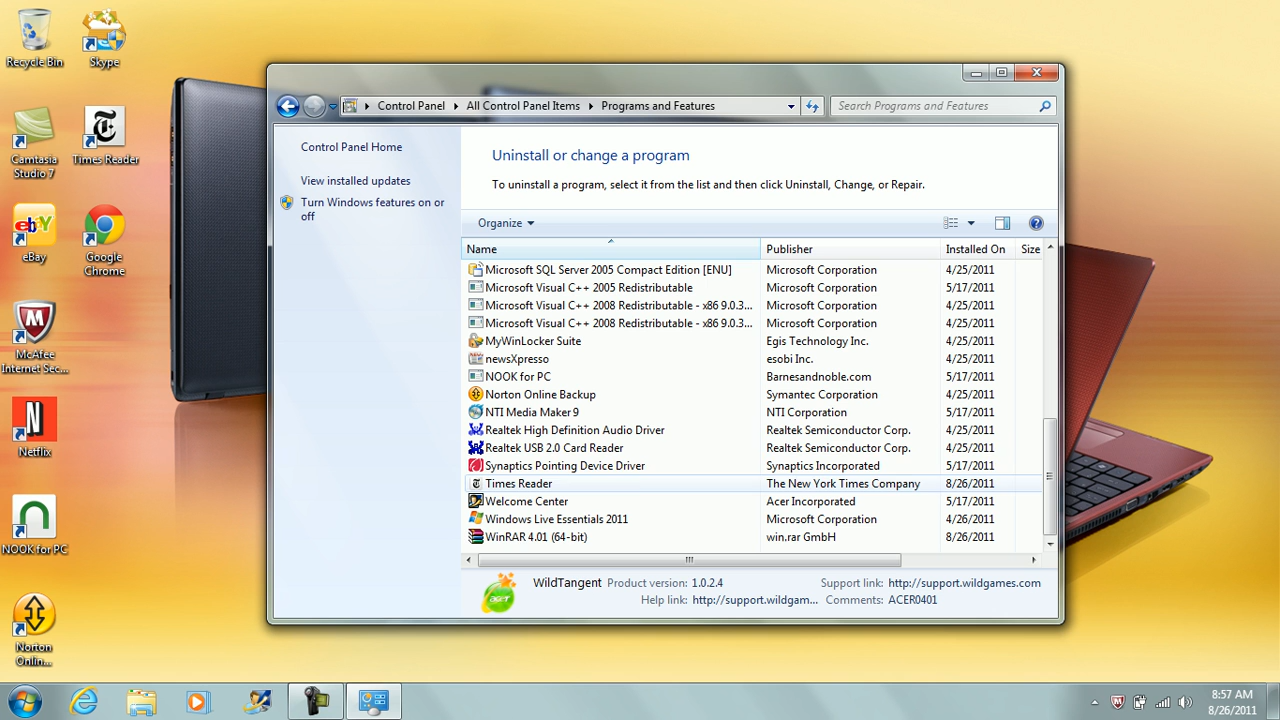 Recycle Bin
Skype
Camtasia
Studio 7
Times Reader
ebY
eBay
Google
Chrome
McAfee
Internet Sec...
Netflix
NOOK for PC
Norton
Onlin...
Control Panel
All Control Panel Items
Programs and Features
Search Programs and Features
Control Panel Home
View installed updates
Turn Windows features on or
off
Uninstall or change a program
To uninstall a program, select it from the list and then click Uninstall, Change, or Repair.
Organize
Name Publisher Installed On Size
Microsoft SQL Server 2005 Compact Edition [ENU] Microsoft Corporation 4/25/2011
Microsoft Visual C++ 2005 Redistributable Microsoft Corporation 5/17/2011
Microsoft Visual C++ 2008 Redistributable - x86 9.0.3... Microsoft Corporation 4/25/2011
Microsoft Visual C++ 2008 Redistributable - x86 9.0.3... Microsoft Corporation 4/25/2011
MyWinLocker Suite Egis Technology Inc. 4/25/2011
newsXpresso esobi Inc. 4/25/2011
NOOK for PC Barnesandnoble.com 5/17/2011
Norton Online Backup Symantec Corporation 4/25/2011
NTI Media Maker 9 NTI Corporation 5/17/2011
Realtek High Definition Audio Driver Realtek Semiconductor Corp. 4/25/2011
Realtek USB 2.0 Card Reader Realtek Semiconductor Corp. 4/25/2011
Synaptics Pointing Device Driver Synaptics Incorporated 5/17/2011
Times Reader The New York Times Company 8/26/2011
Welcome Center Acer Incorporated 5/17/2011
Windows Live Essentials 2011 Microsoft Corporation 4/26/2011
WinRAR 4.01 (64-bit) win.rar GmbH 8/26/2011
acer
WildTangent Product version: 1.0.2.4 Support link: http://support.wildgames.com
Help link: http://support.wildgam... Comments: ACER0401
8:57 AM
8/26/2011